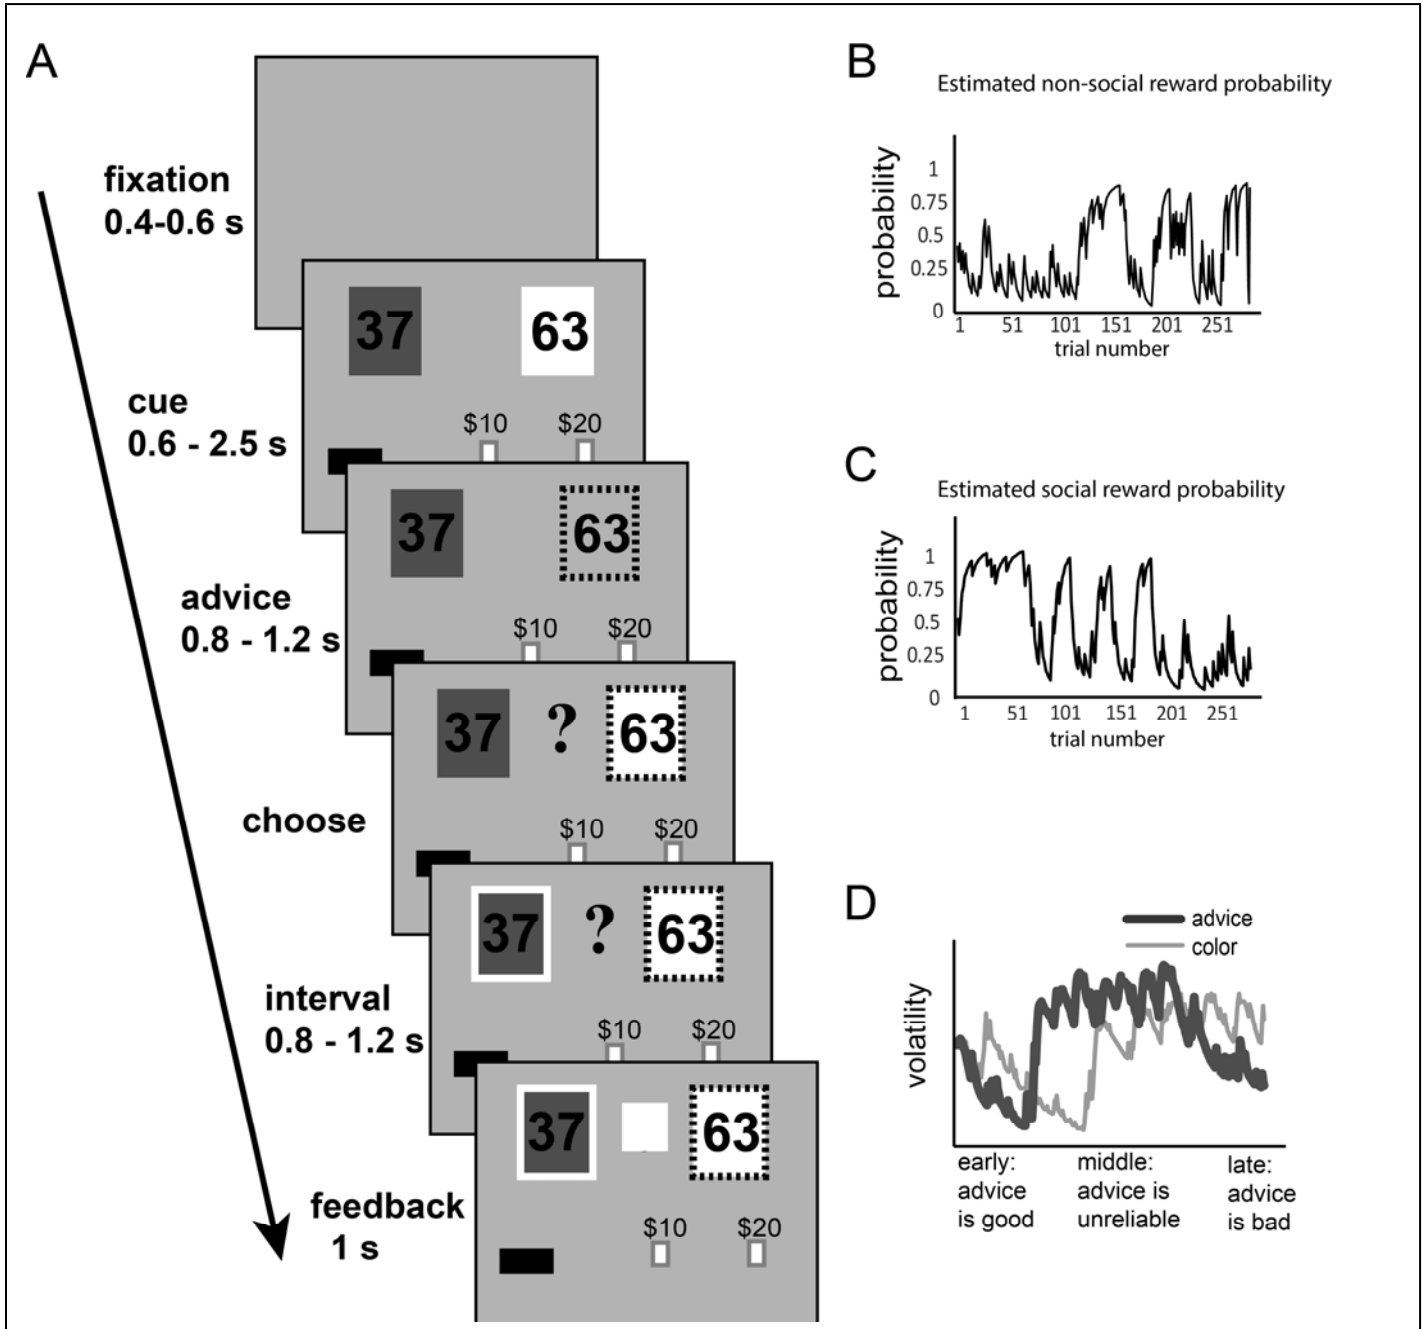 A
fixation
0.4-0.6 s
37
63
cue
0.6 - 2.5 s
$10
$20
37
63
advice
0.8 - 1.2 s
$10
$20
37
?
63
choose
$10
$20
37
?
63
interval
0.8 - 1.2 s
$10
$20
37
63
feedback
1 s
$10
$20
B
Estimated non-social reward probability
probability
1
0.75
0.5
0.25
0
1
51
101
151
201
251
trial number
C
Estimated social reward probability
probability
1
0.75
0.5
0.25
0
1
51
101
151
201
251
trial number
D
advice
color
volatility
early:
advice
is good
middle:
advice is
unreliable
late:
advice
is bad